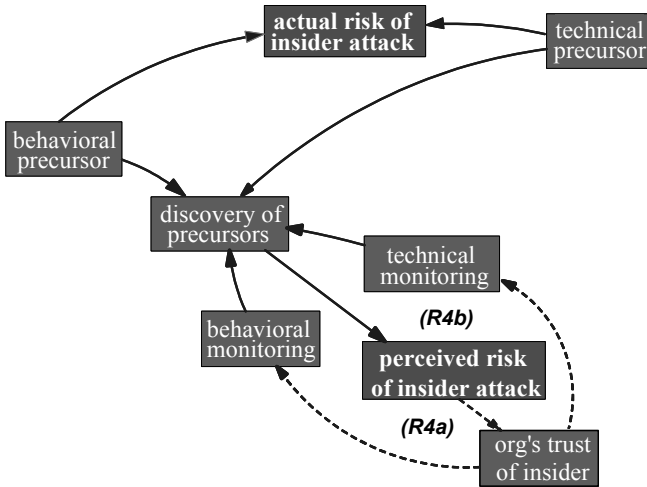 actual risk of
insider attack
technical
precursor
behavioral
precursor
discovery of
precursors
technical
monitoring
behavioral
monitoring
(R4b)
perceived risk
of insider attack
(R4a)
org's trust
of insider